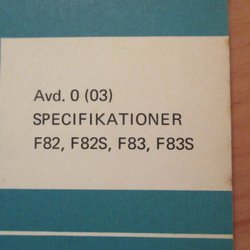 Avd. 0 (03)
SPECIFIKATIONER
F82, F82S, F83, F83S